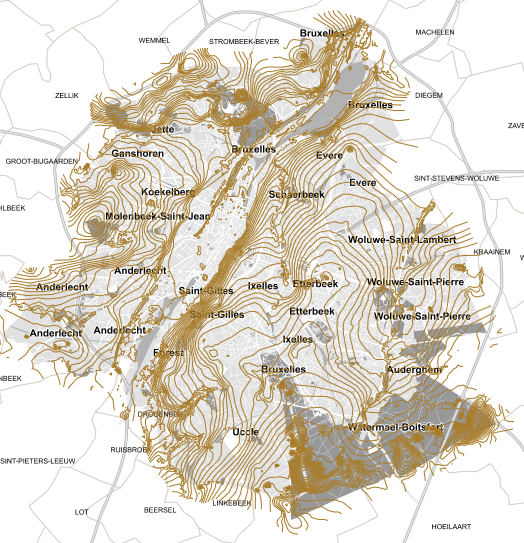 Bruxelles
MACHELEN
WEMMEL
STROMBEEK-BEVER
ZELLIK
DIEGEM
Bruxelles
ZAVE
Jette
Bruxelles
Ganshoren
Evere
GROOT-BIJGAARDEN
SINT-STEVENS-WOLUWE
Evere
Koekelberg
Schaerbeek
DILBEEK
Molenbeek-Saint-Jean
Woluwe-Saint-Lambert
KRAAINEM
W
Anderlecht
Woluwe-Saint-Pierre
Anderlecht
Ixelles
Etterbeek
Saint-Gilles
BEEK
Etterbeek
Saint-Gilles
Woluwe-Saint-Pierre
Anderlecht
Anderlecht
Ixelles
Forest
Bruxelles
Auderghem
NBEEK
Watermael-Boitsfort
Uccle
RUISBROEK
SINT-PIETERS-LEEUW
LINKEBEEK
BEERSEL
LOT
HOEILAART